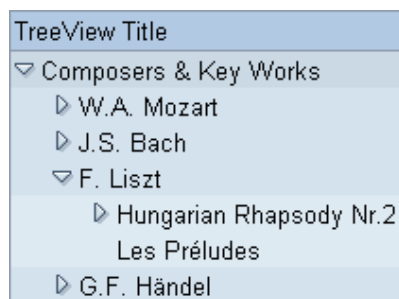 TreeView Title
Composers & Key Works
W.A. Mozart
J.S. Bach
F. Liszt
Hungarian Rhapsody Nr.2
Les Préludes
G.F. Händel